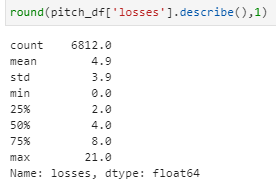 round(pitch_df['losses'].describe(),1)
count    6812.0
mean        4.9
std         3.9
min         0.0
25%         2.0
50%         4.0
75%         8.0
max        21.0
Name: losses, dtype: float64